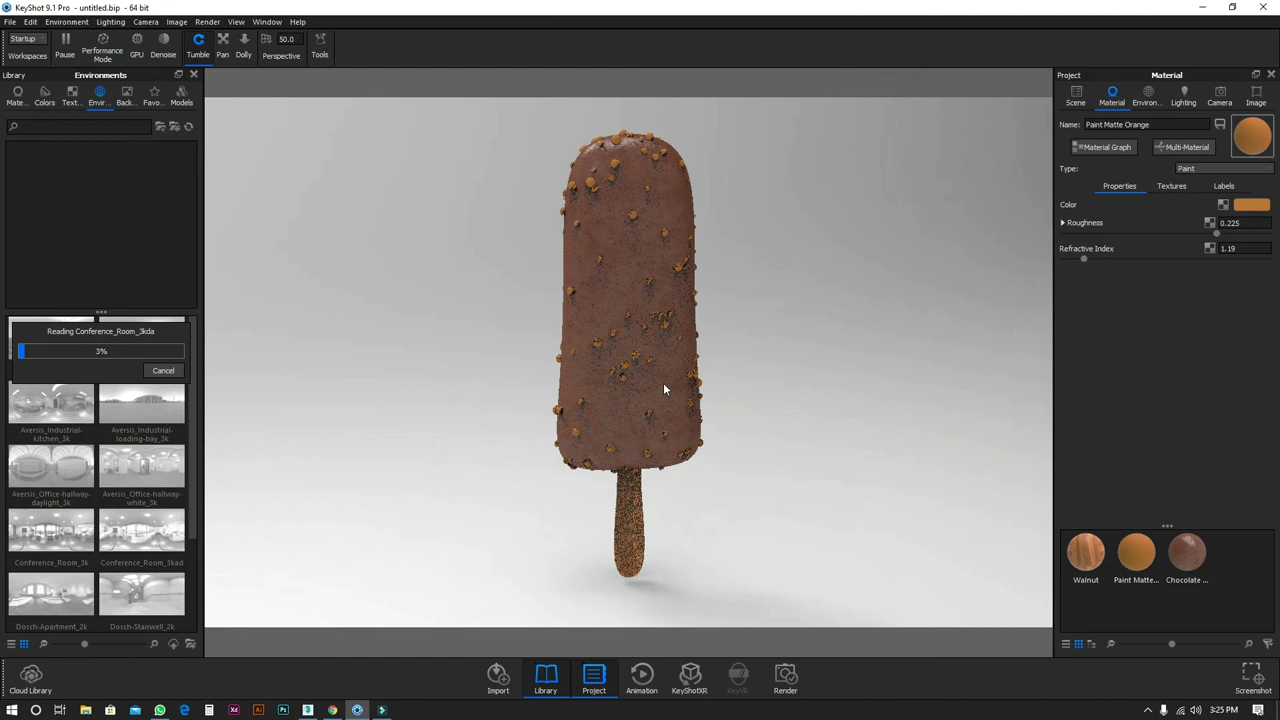 KeyShot 9.1 Pro - untitled.bip - 64 bit
File Edit Environment Lighting Camera Image Render View Window Help
Startup
50.0
Workspaces Pause Performance Mode GPU Denoise Tumble Pan Dolly Perspective Tools
Library Environments
Mate... Colors Text... Envir... Back... Favo... Models
Reading Conference_Room_3kda
3%
Cancel
Aversis_Industrial-kitchen_3k Aversis_Industrial-loading-bay_3k
Aversis_Office-hallway-daylight_3k Aversis_Office-hallway-white_3k
Conference_Room_3k Conference_Room_3kad
Dosch-Apartment_2k Dosch-Stairwell_2k
Project Material
Scene Material Environ... Lighting Camera Image
Name: Paint Matte Orange
Material Graph Multi-Material
Type: Paint
Properties Textures Labels
Color
Roughness 0.225
Refractive Index 1.19
Walnut Paint Matte... Chocolate ...
Cloud Library Import Library Project Animation KeyShotXR KeyVR Render Screenshot
Xd Ai Ps 3 3:25 PM